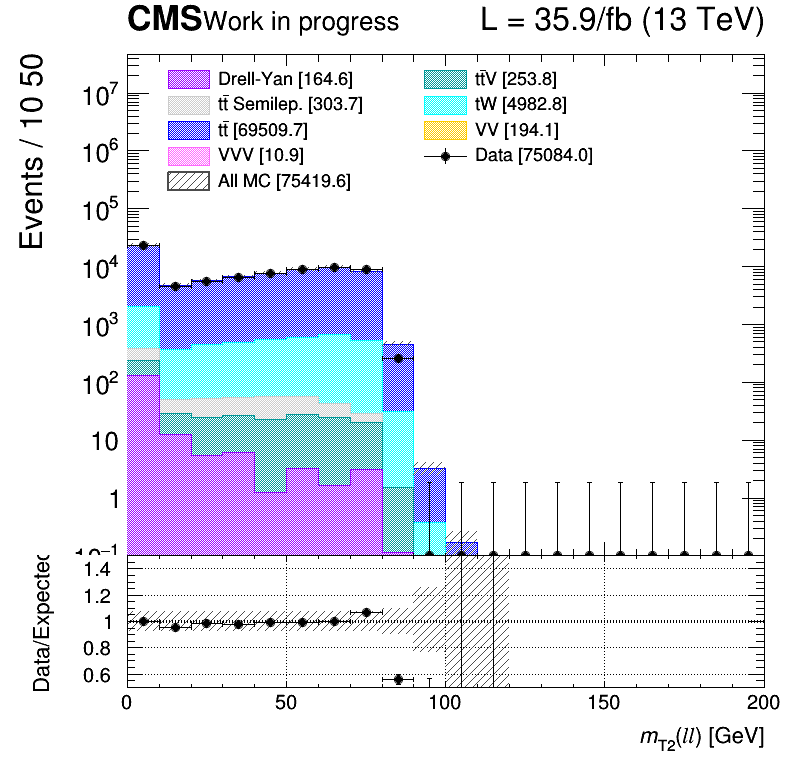 CMS Work in progress L = 35.9/fb (13 TeV)
Events / 10 50
Drell-Yan [164.6]
tt̄V [253.8]
tt̄ Semilep. [303.7]
tW [4982.8]
tt̄ [69509.7]
VV [194.1]
VVV [10.9]
Data [75084.0]
All MC [75419.6]
10⁷
10⁶
10⁵
10⁴
10³
10²
10
1
10⁻¹
Data/Expected
1.4
1.2
1
0.8
0.6
0 50 100 150 200
m_T2(ll) [GeV]